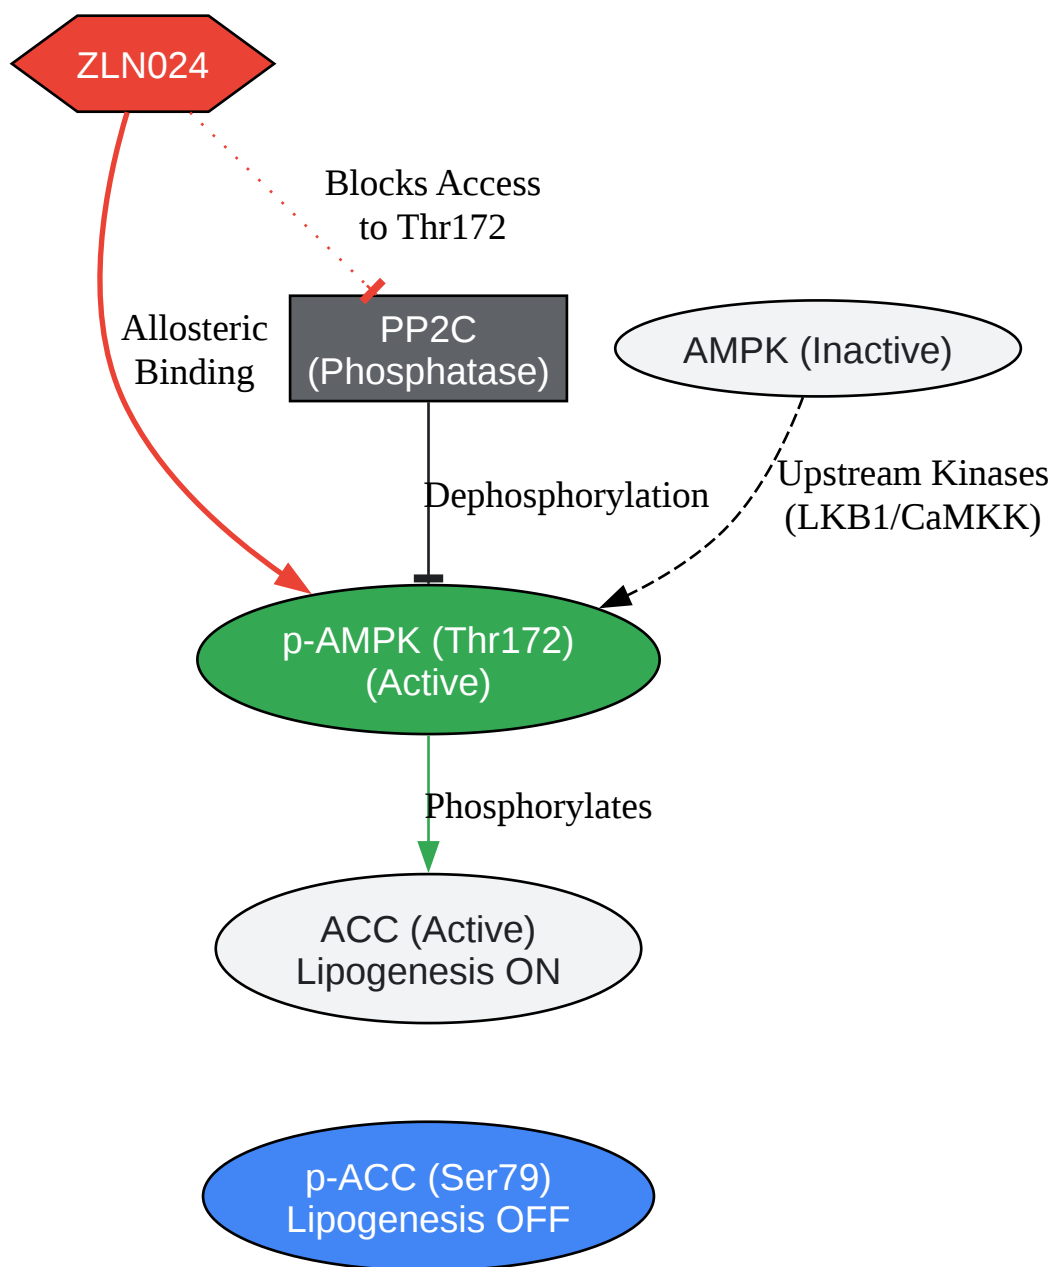 ZLN024
Blocks Access
to Thr172
Allosteric
Binding
PP2C
(Phosphatase)
AMPK (Inactive)
Dephosphorylation
Upstream Kinases
(LKB1/CaMKK)
p-AMPK (Thr172)
(Active)
Phosphorylates
ACC (Active)
Lipogenesis ON
p-ACC (Ser79)
Lipogenesis OFF